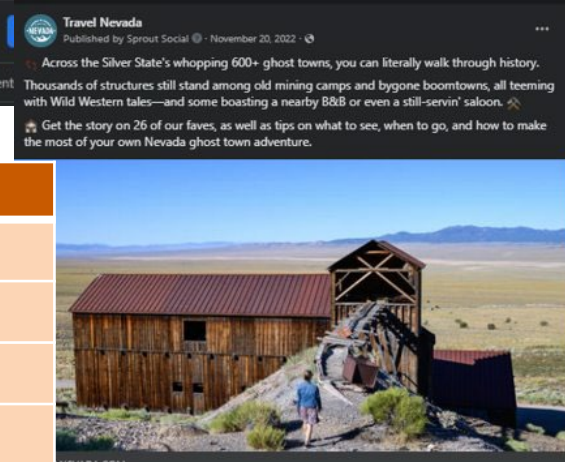 NEVADA
Travel Nevada
Published by Sprout Social · November 20, 2022 ·
Across the Silver State's whopping 600+ ghost towns, you can literally walk through history.
Thousands of structures still stand among old mining camps and bygone boomtowns, all teeming
with Wild Western tales—and some boasting a nearby B&B or even a still-servin' saloon.
Get the story on 26 of our faves, as well as tips on what to see, when to go, and how to make
the most of your own Nevada ghost town adventure.